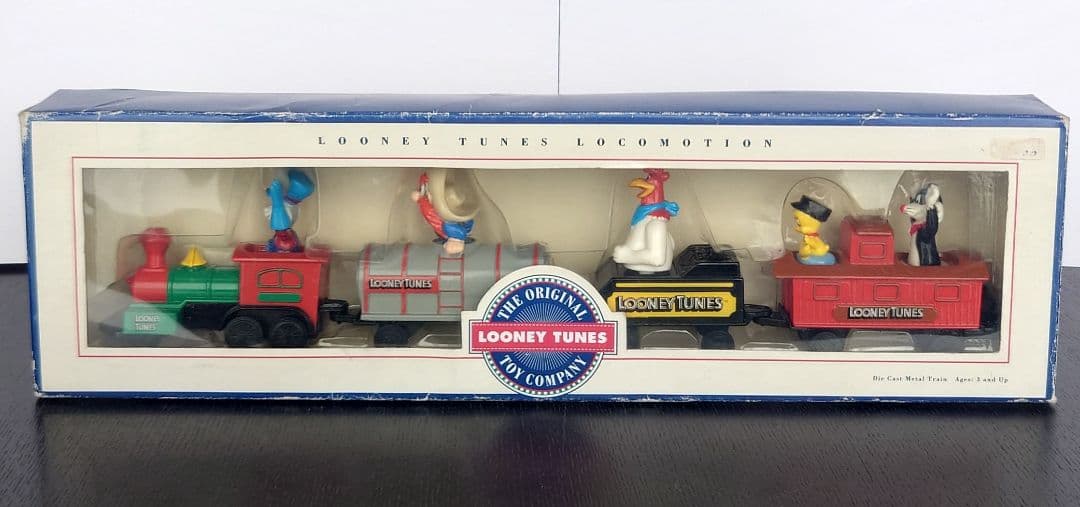 LOONEY TUNES LOCOMOTION
LOONEY TUNES
LOONEY TUNES
LOONEY TUNES
LOONEY TUNES
THE ORIGINAL
LOONEY TUNES
TOY COMPANY
Die Cast Metal Train Ages: 3 and Up